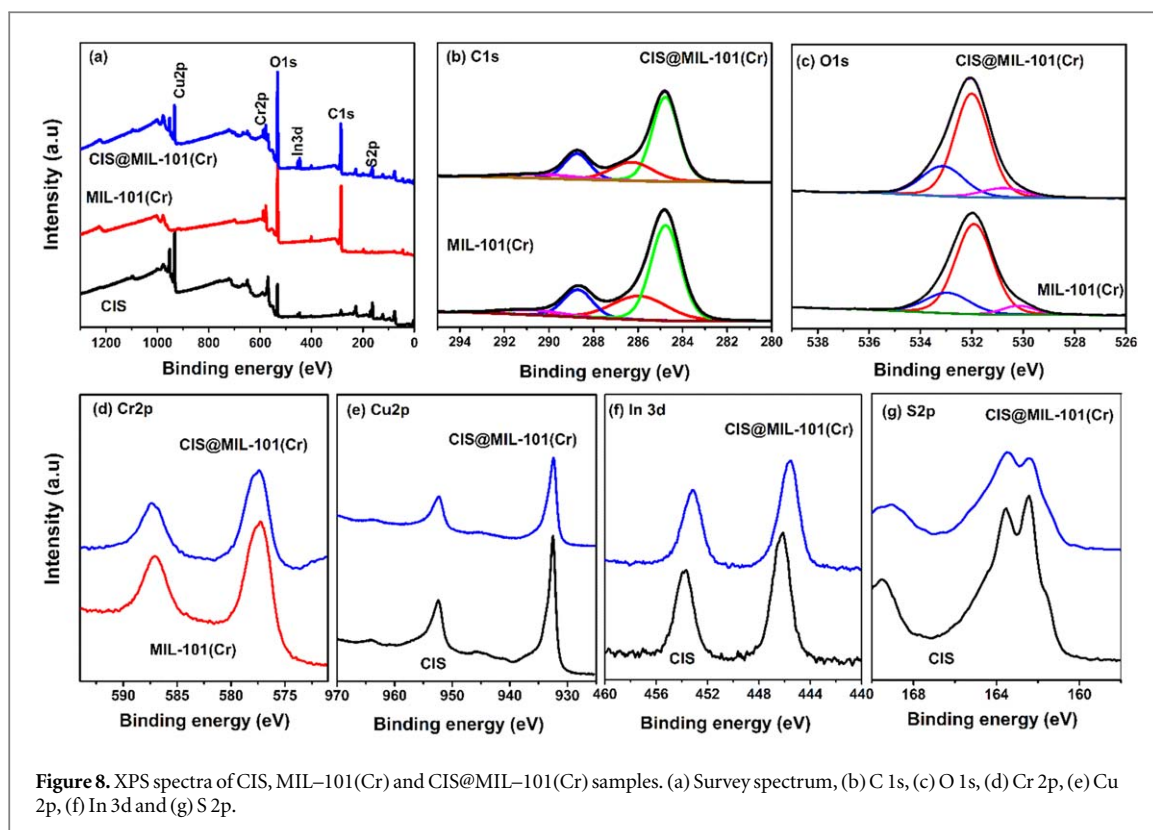 (a)
Cu2p
Cr2p
O1s
In3d
C1s
S2p
CIS@MIL-101(Cr)
MIL-101(Cr)
CIS
Intensity (a.u)
1200 1000 800 600 400 200 0
Binding energy (eV)
(b) C1s
CIS@MIL-101(Cr)
MIL-101(Cr)
294 292 290 288 286 284 282 280
Binding energy (eV)
(c) O1s
CIS@MIL-101(Cr)
MIL-101(Cr)
538 536 534 532 530 528 526
Binding energy (eV)
(d) Cr2p
CIS@MIL-101(Cr)
MIL-101(Cr)
Intensity (a.u)
590 585 580 575
Binding energy (eV)
(e) Cu2p
CIS@MIL-101(Cr)
CIS
970 960 950 940 930
Binding energy (eV)
(f) In 3d
CIS@MIL-101(Cr)
CIS
460 456 452 448 444 440
Binding energy (eV)
(g) S2p
CIS@MIL-101(Cr)
CIS
168 164 160
Binding energy (eV)
Figure 8. XPS spectra of CIS, MIL–101(Cr) and CIS@MIL–101(Cr) samples. (a) Survey spectrum, (b) C 1s, (c) O 1s, (d) Cr 2p, (e) Cu
2p, (f) In 3d and (g) S 2p.